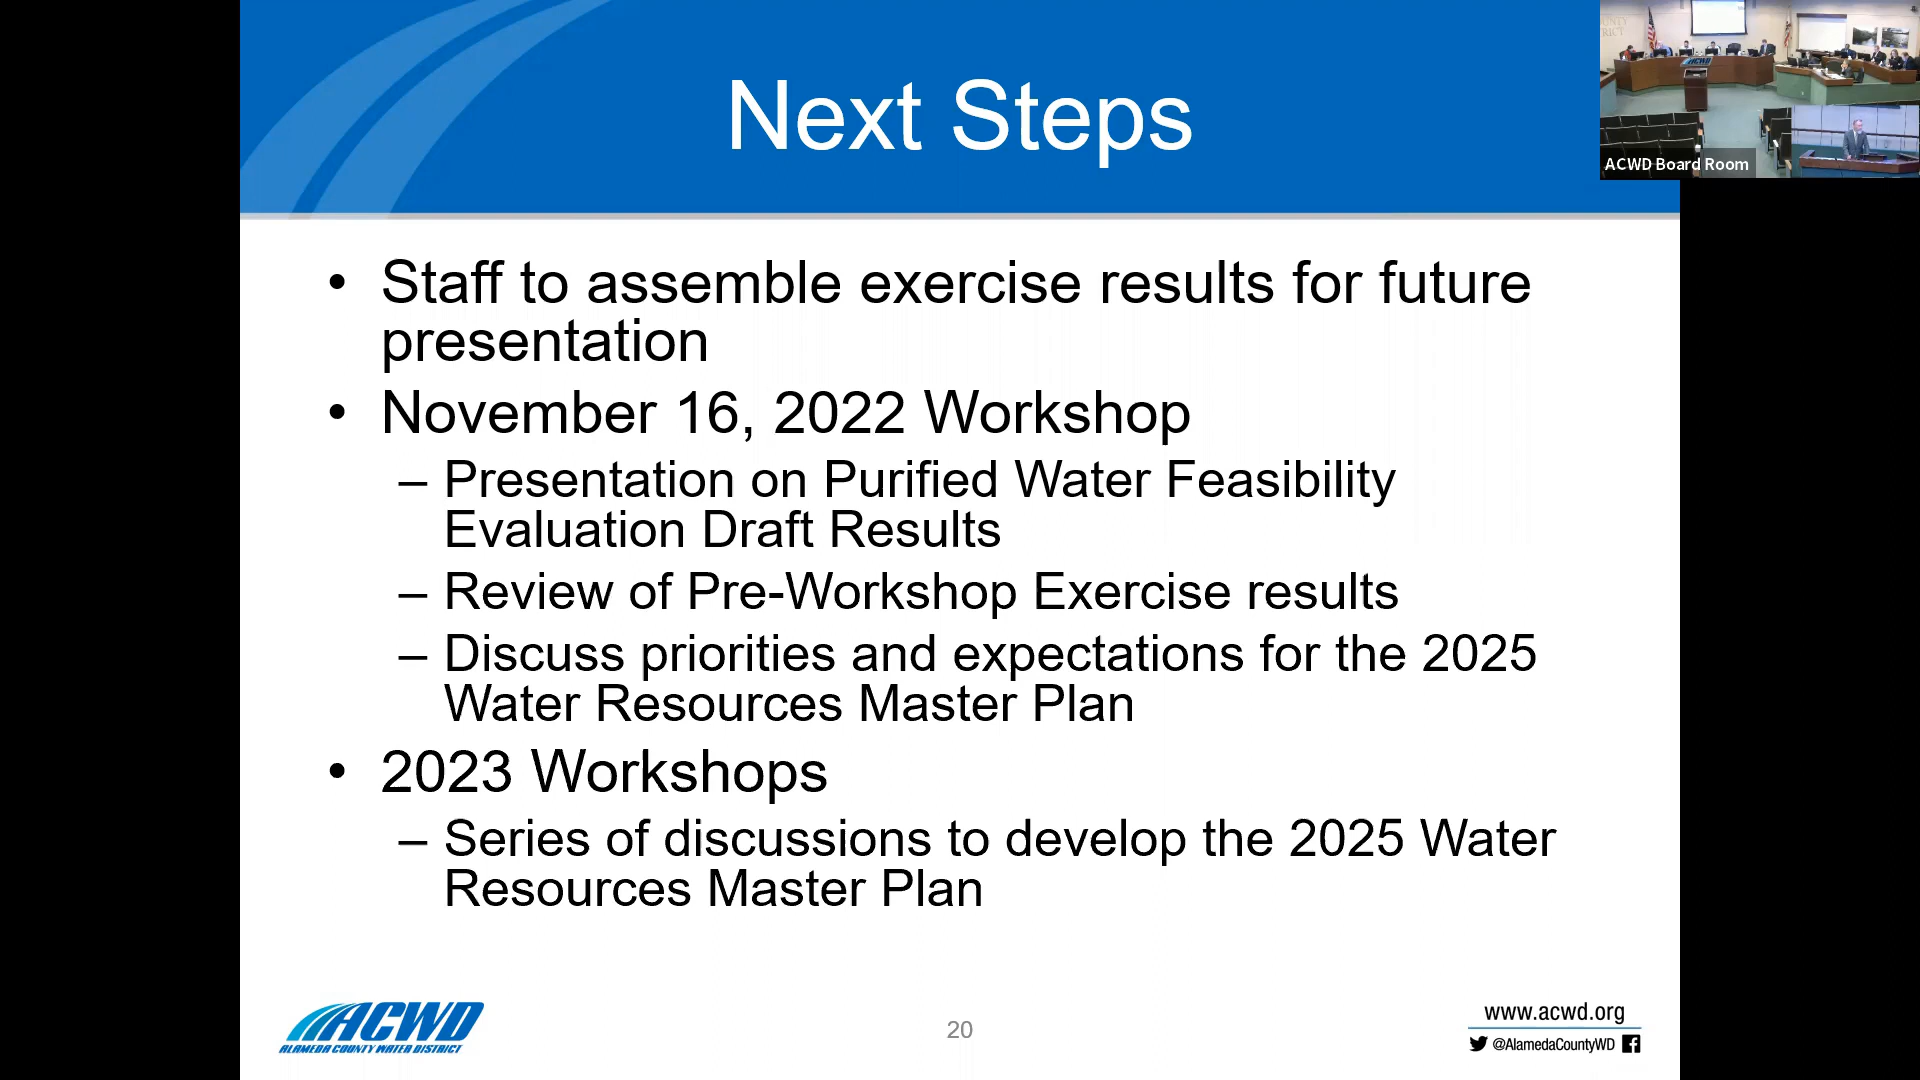 Next Steps
ACWD Board Room
• Staff to assemble exercise results for future
presentation
• November 16, 2022 Workshop
– Presentation on Purified Water Feasibility
Evaluation Draft Results
– Review of Pre-Workshop Exercise results
– Discuss priorities and expectations for the 2025
Water Resources Master Plan
• 2023 Workshops
– Series of discussions to develop the 2025 Water
Resources Master Plan
ACWD
ALAMEDA COUNTY WATER DISTRICT
20
www.acwd.org
@AlamedaCountyWD